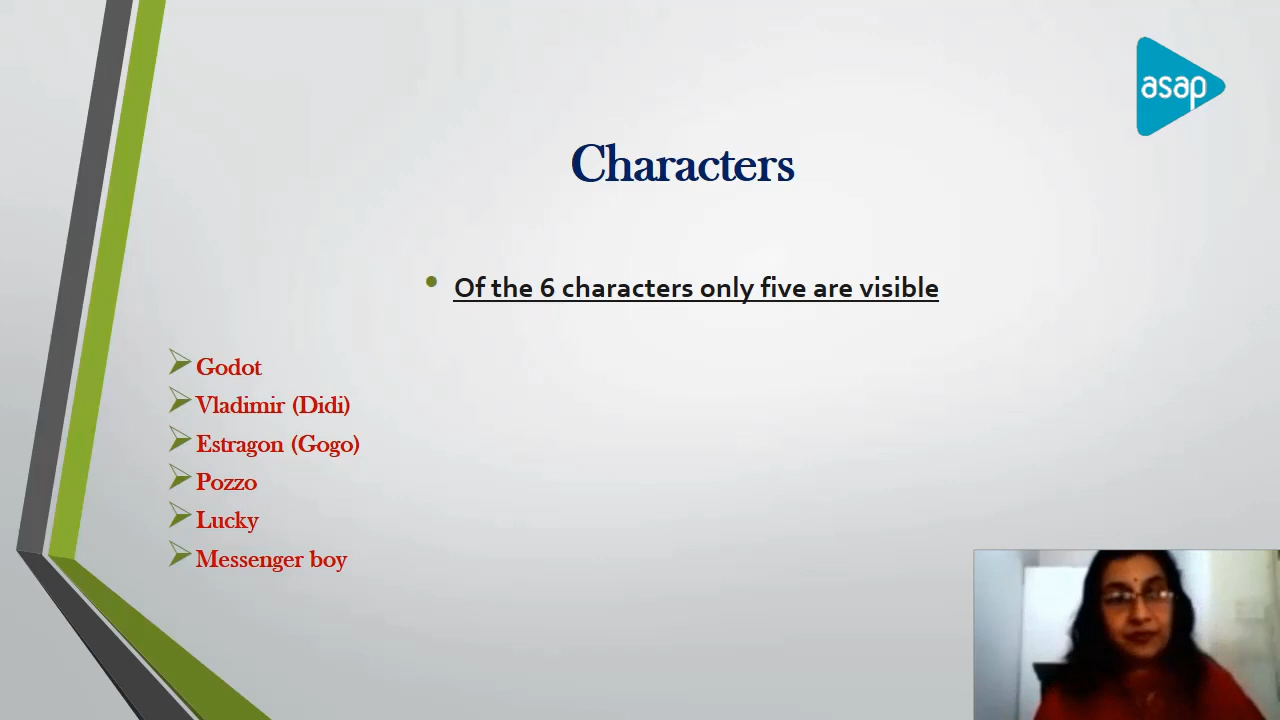 asap
Characters
Of the 6 characters only five are visible
Godot
Vladimir (Didi)
Estragon (Gogo)
Pozzo
Lucky
Messenger boy